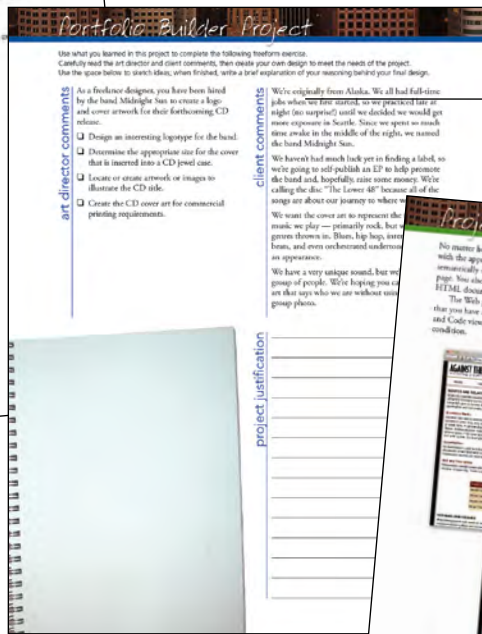 Portfolio Builder Project
Use what you learned in this project to complete the following freeform exercise.
Carefully read the art director and client comments, then create your own design to meet the needs of the project.
Use the space below to sketch ideas; when finished, write a brief explanation of your reasoning behind your final design.
art director comments
As a freelance designer, you have been hired
by the band Midnight Sun to create a logo
and cover artwork for their forthcoming CD
release.
❑ Design an interesting logotype for the band.
❑ Determine the appropriate size for the cover
that is inserted into a CD jewel case.
❑ Locate or create artwork or images to
illustrate the CD title.
❑ Create the CD cover art for commercial
printing requirements.
client comments
We're originally from Alaska. We all had full-time
jobs when we first started, so we practiced late at
night (no surprise!) until we decided we would get
more exposure in Seattle. Since we spent so much
time awake in the middle of the night, we named
the band Midnight Sun.
We haven't had much luck yet in finding a label, so
we're going to self-publish an EP to help promote
the band and, hopefully, raise some money. We're
calling the disc "The Lower 48" because all of the
songs are about our journey to where w
We want the cover art to represent the
music we play — primarily rock, but w
genres thrown in. Blues, hip hop,
beats, and even orchestrated
an appearance.
We have a very unique sound, but we
group of people. We're hoping you ca
art that says who we are without usin
group photo.
project justification
Proj
No matter
with the app
semantically
page. You
HTML docum
The Web
that you have
and Code view
condition.
AGAINST THE